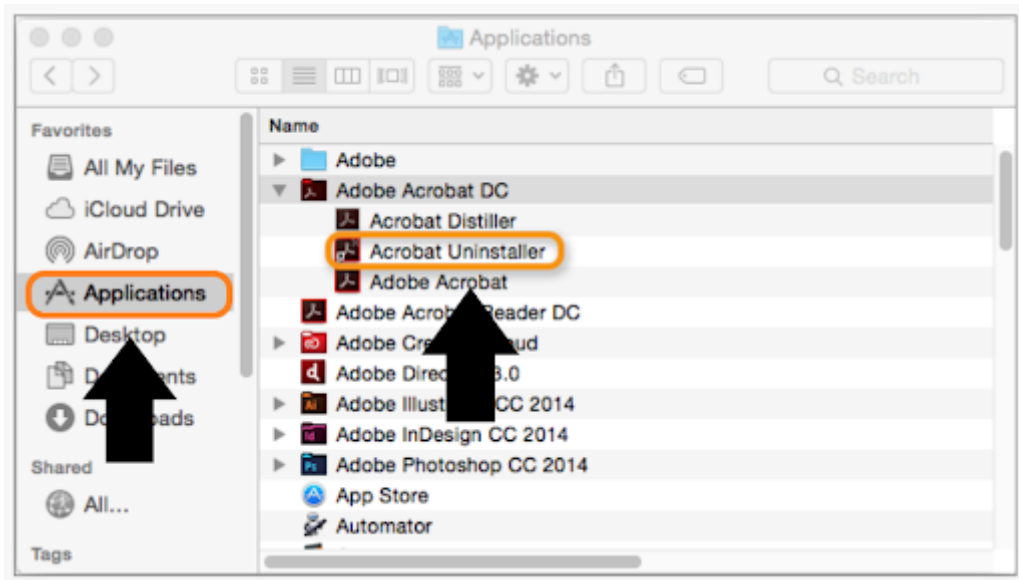 Applications
Search
Favorites
All My Files
iCloud Drive
AirDrop
Applications
Desktop
Shared
All...
Tags
Name
Adobe
Adobe Acrobat DC
Acrobat Distiller
Acrobat Uninstaller
Adobe Acrobat
Adobe Reader DC
Adobe
Adobe 3.0
Adobe CC 2014
Adobe InDesign CC 2014
Adobe Photoshop CC 2014
App Store
Automator